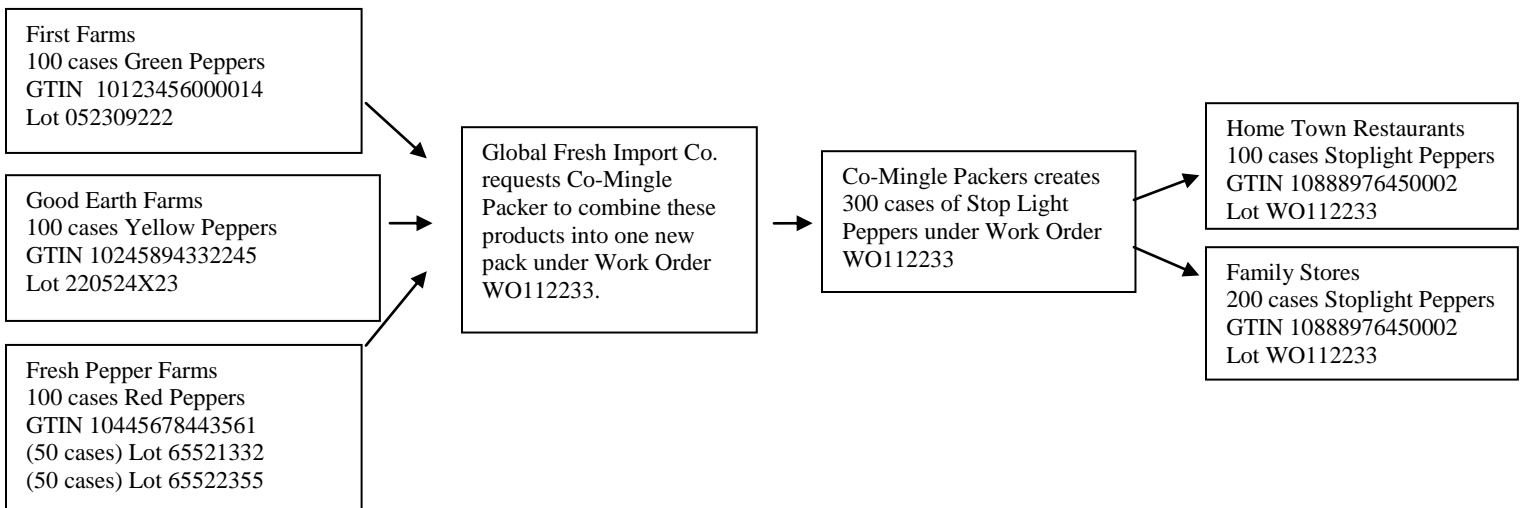 First Farms
100 cases Green Peppers
GTIN  10123456000014
Lot 052309222
Good Earth Farms
100 cases Yellow Peppers
GTIN 10245894332245
Lot 220524X23
Fresh Pepper Farms
100 cases Red Peppers
GTIN 10445678443561
(50 cases) Lot 65521332
(50 cases) Lot 65522355
Global Fresh Import Co.
requests Co-Mingle
Packer to combine these
products into one new
pack under Work Order
WO112233.
Co-Mingle Packers creates
300 cases of Stop Light
Peppers under Work Order
WO112233
Home Town Restaurants
100 cases Stoplight Peppers
GTIN 10888976450002
Lot WO112233
Family Stores
200 cases Stoplight Peppers
GTIN 10888976450002
Lot WO112233